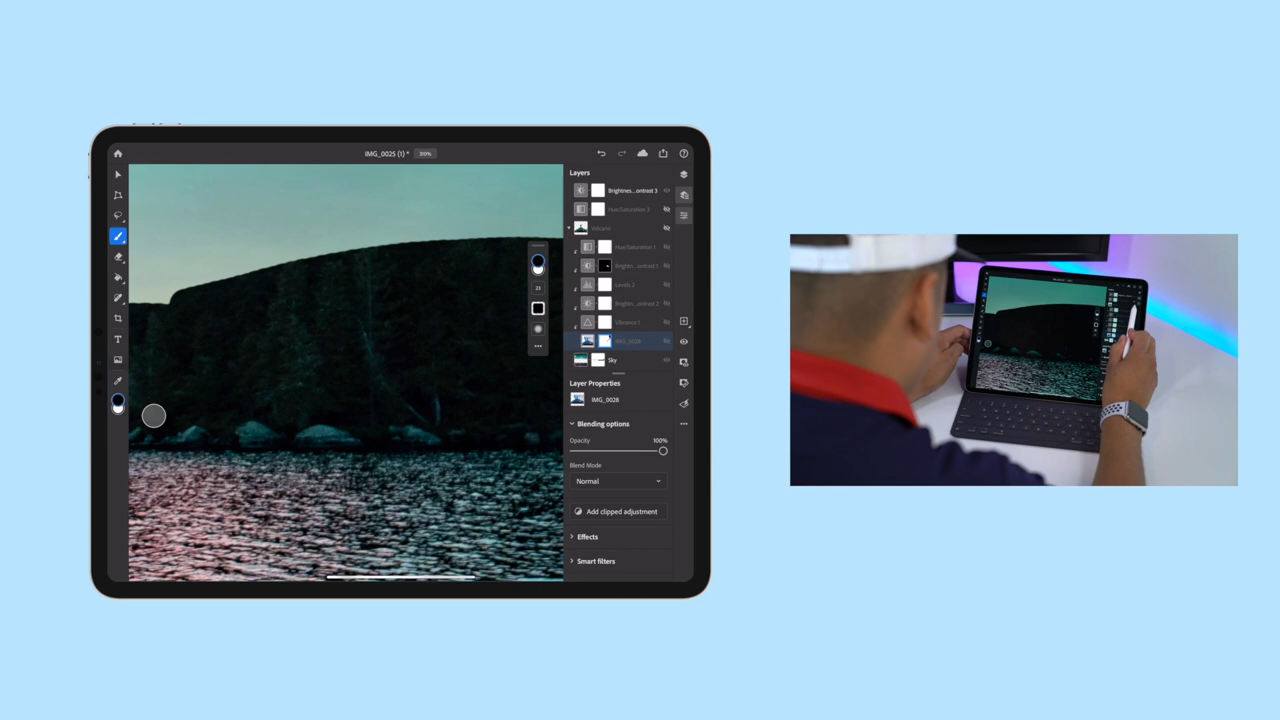 IMG_0025 (1) *
Layers
Brightnes...ontrast 3
Hue/Saturation 3
Volcano
Hue/Saturation 1
Brightn...ontrast 1
Levels 2
Brightn...ontrast 2
Vibrance 1
IMG_0028
Sky
23
Layer Properties
IMG_0028
Blending options
Opacity 100%
Blend Mode
Normal
Add clipped adjustment
Effects
Smart filters